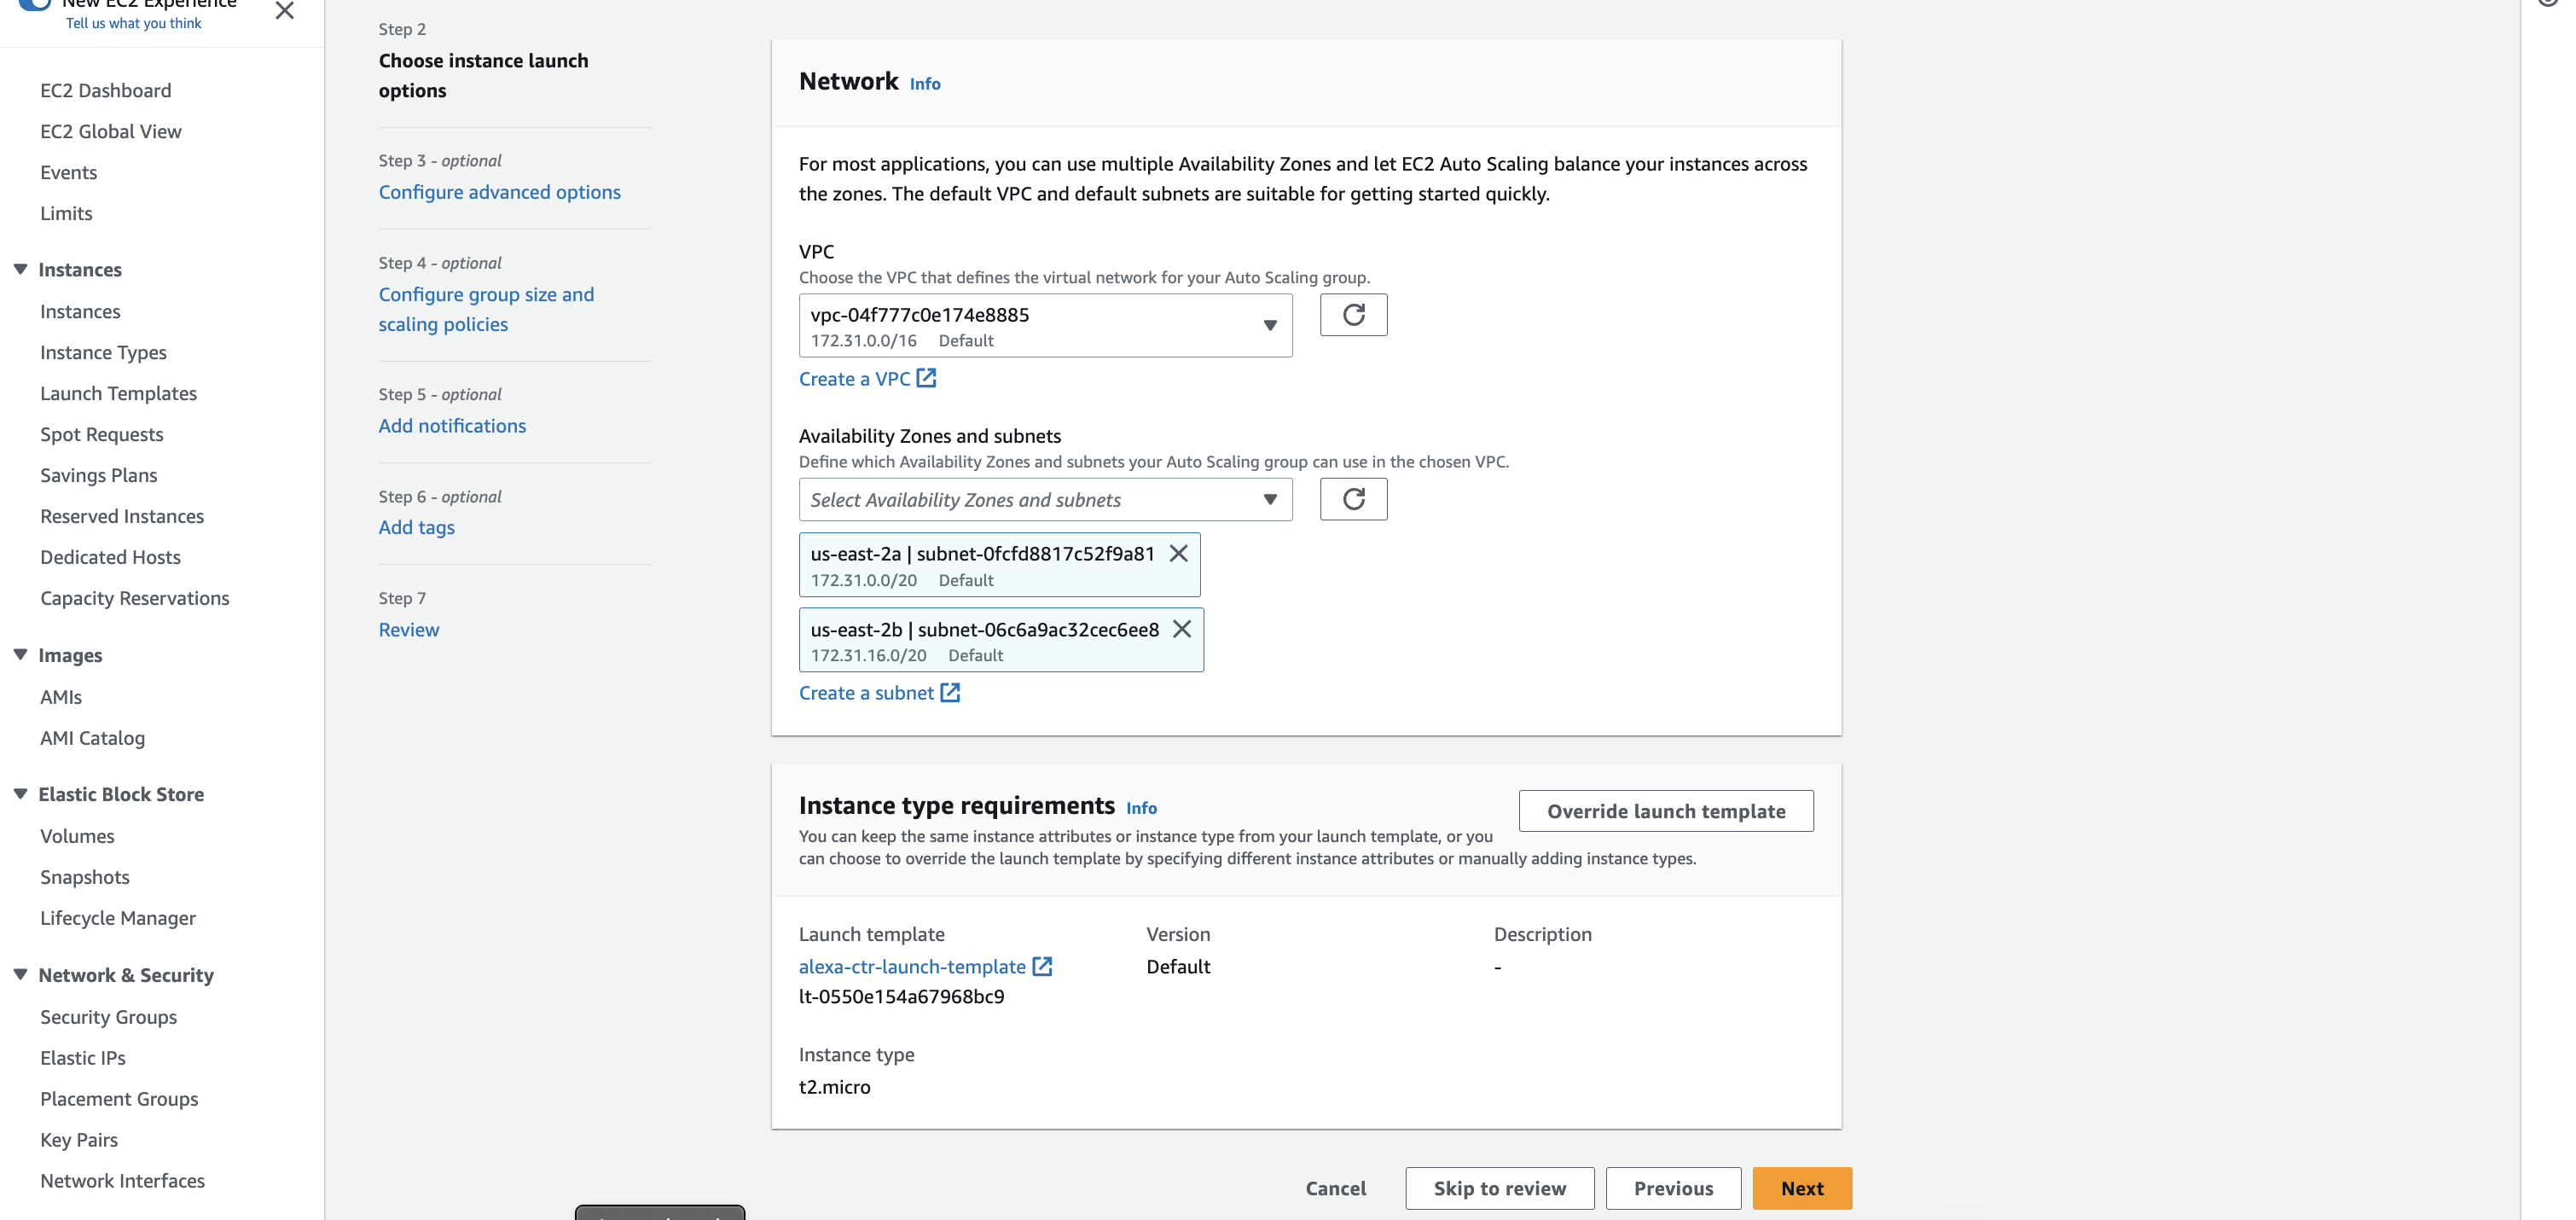 New EC2 Experience
Tell us what you think
EC2 Dashboard
EC2 Global View
Events
Limits
Instances
Instances
Instance Types
Launch Templates
Spot Requests
Savings Plans
Reserved Instances
Dedicated Hosts
Capacity Reservations
Images
AMIs
AMI Catalog
Elastic Block Store
Volumes
Snapshots
Lifecycle Manager
Network & Security
Security Groups
Elastic IPs
Placement Groups
Key Pairs
Network Interfaces
Step 2
Choose instance launch
options
Step 3 - optional
Configure advanced options
Step 4 - optional
Configure group size and
scaling policies
Step 5 - optional
Add notifications
Step 6 - optional
Add tags
Step 7
Review
Network Info
For most applications, you can use multiple Availability Zones and let EC2 Auto Scaling balance your instances across
the zones. The default VPC and default subnets are suitable for getting started quickly.
VPC
Choose the VPC that defines the virtual network for your Auto Scaling group.
vpc-04f777c0e174e8885
172.31.0.0/16 Default
Create a VPC
Availability Zones and subnets
Define which Availability Zones and subnets your Auto Scaling group can use in the chosen VPC.
Select Availability Zones and subnets
us-east-2a | subnet-0fcfd8817c52f9a81
172.31.0.0/20 Default
us-east-2b | subnet-06c6a9ac32cec6ee8
172.31.16.0/20 Default
Create a subnet
Instance type requirements Info
Override launch template
You can keep the same instance attributes or instance type from your launch template, or you
can choose to override the launch template by specifying different instance attributes or manually adding instance types.
Launch template Version Description
alexa-ctr-launch-template Default -
lt-0550e154a67968bc9
Instance type
t2.micro
Cancel Skip to review Previous Next